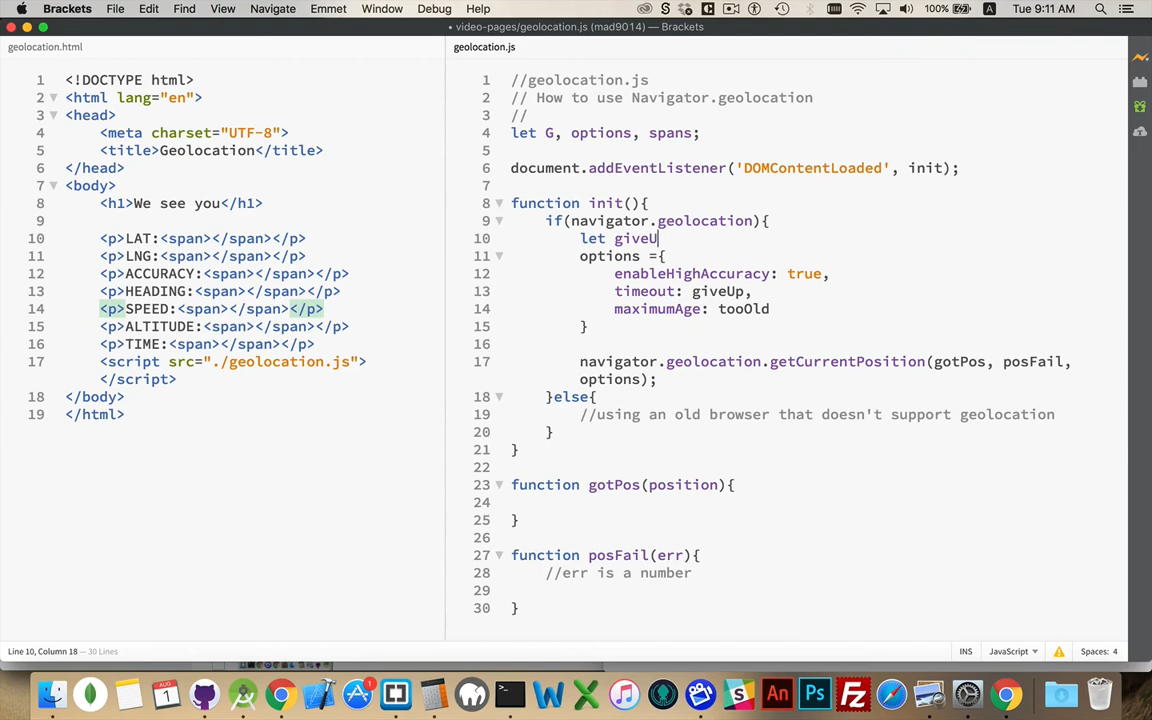 Brackets File Edit Find View Navigate Emmet Window Debug Help 100% A Tue 9:11 AM
• video-pages/geolocation.js (mad9014) — Brackets
geolocation.html
1 <!DOCTYPE html>
2 <html lang="en">
3 <head>
4 <meta charset="UTF-8">
5 <title>Geolocation</title>
6 </head>
7 <body>
8 <h1>We see you</h1>
9
10 <p>LAT:<span></span></p>
11 <p>LNG:<span></span></p>
12 <p>ACCURACY:<span></span></p>
13 <p>HEADING:<span></span></p>
14 <p>SPEED:<span></span></p>
15 <p>ALTITUDE:<span></span></p>
16 <p>TIME:<span></span></p>
17 <script src="./geolocation.js">
</script>
18 </body>
19 </html>
geolocation.js
1 //geolocation.js
2 // How to use Navigator.geolocation
3 //
4 let G, options, spans;
5
6 document.addEventListener('DOMContentLoaded', init);
7
8 function init(){
9 if(navigator.geolocation){
10 let giveU
11 options ={
12 enableHighAccuracy: true,
13 timeout: giveUp,
14 maximumAge: tooOld
15 }
16
17 navigator.geolocation.getCurrentPosition(gotPos, posFail,
options);
18 }else{
19 //using an old browser that doesn't support geolocation
20 }
21 }
22
23 function gotPos(position){
24
25 }
26
27 function posFail(err){
28 //err is a number
29
30 }
Line 10, Column 18 — 30 Lines
INS JavaScript Spaces: 4
AUG
1
1
W
X
S
An
Ps
Fz